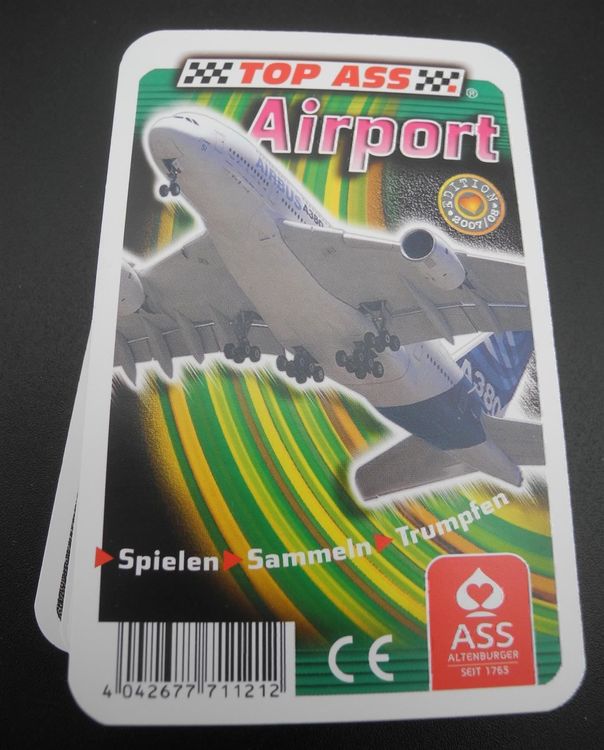 TOP ASS
®
Airport
EDITION
2007/08
AIRBUS A380
A380
Spielen Sammeln Trumpfen
ASS
ALTENBURGER
SEIT 1765
CE
4 042677 711212